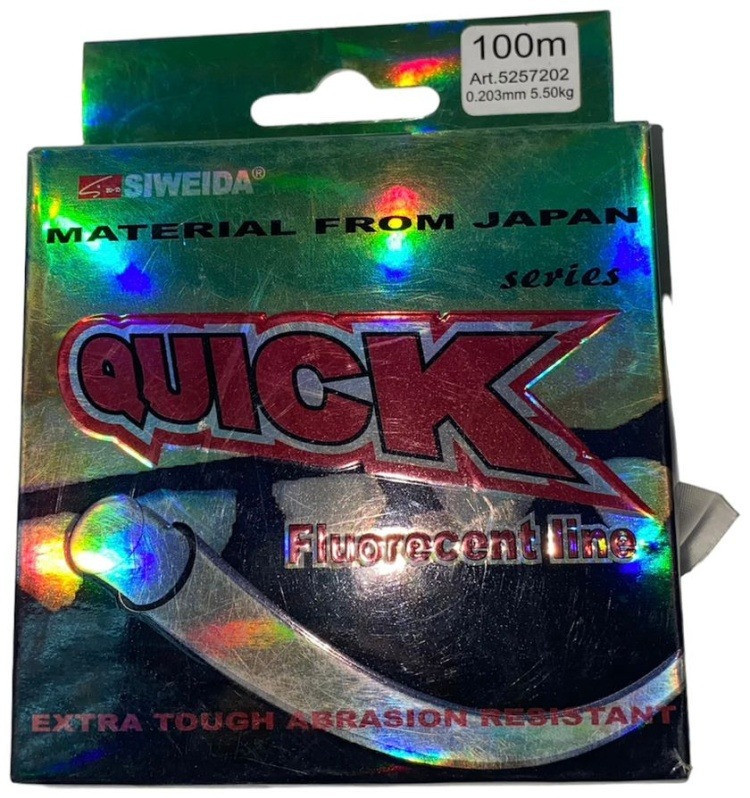 100m
Art.5257202
0.203mm 5.50kg
SIWEIDA®
MATERIAL FROM JAPAN
series
QUICK
Fluorecent line
EXTRA TOUGH ABRASION RESISTANT